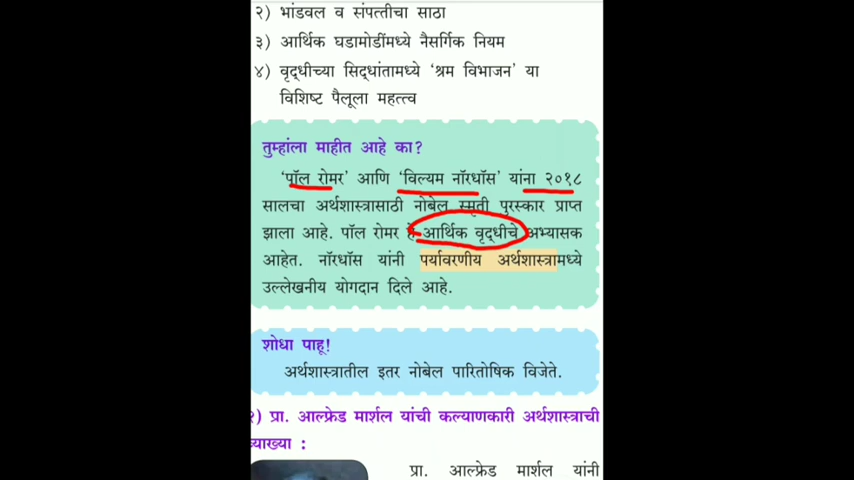 २) भांडवल व संपत्तीचा साठा
३) आर्थिक घडामोडींमध्ये नैसर्गिक नियम
४) वृद्धीच्या सिद्धांतामध्ये ‘श्रम विभाजन’ या
विशिष्ट पैलूला महत्त्व
तुम्हांला माहीत आहे का?
‘पॉल रोमर’ आणि ‘विल्यम नॉरधॉस’ यांना २०१८
सालचा अर्थशास्त्रासाठी नोबेल स्मृती पुरस्कार प्राप्त
झाला आहे. पॉल रोमर हे आर्थिक वृद्धीचे अभ्यासक
आहेत. नॉरधॉस यांनी पर्यावरणीय अर्थशास्त्रामध्ये
उल्लेखनीय योगदान दिले आहे.
शोधा पाहू!
अर्थशास्त्रातील इतर नोबेल पारितोषिक विजेते.
२) प्रा. आल्फ्रेड मार्शल यांची कल्याणकारी अर्थशास्त्राची
व्याख्या :
प्रा. आल्फ्रेड मार्शल यांनी